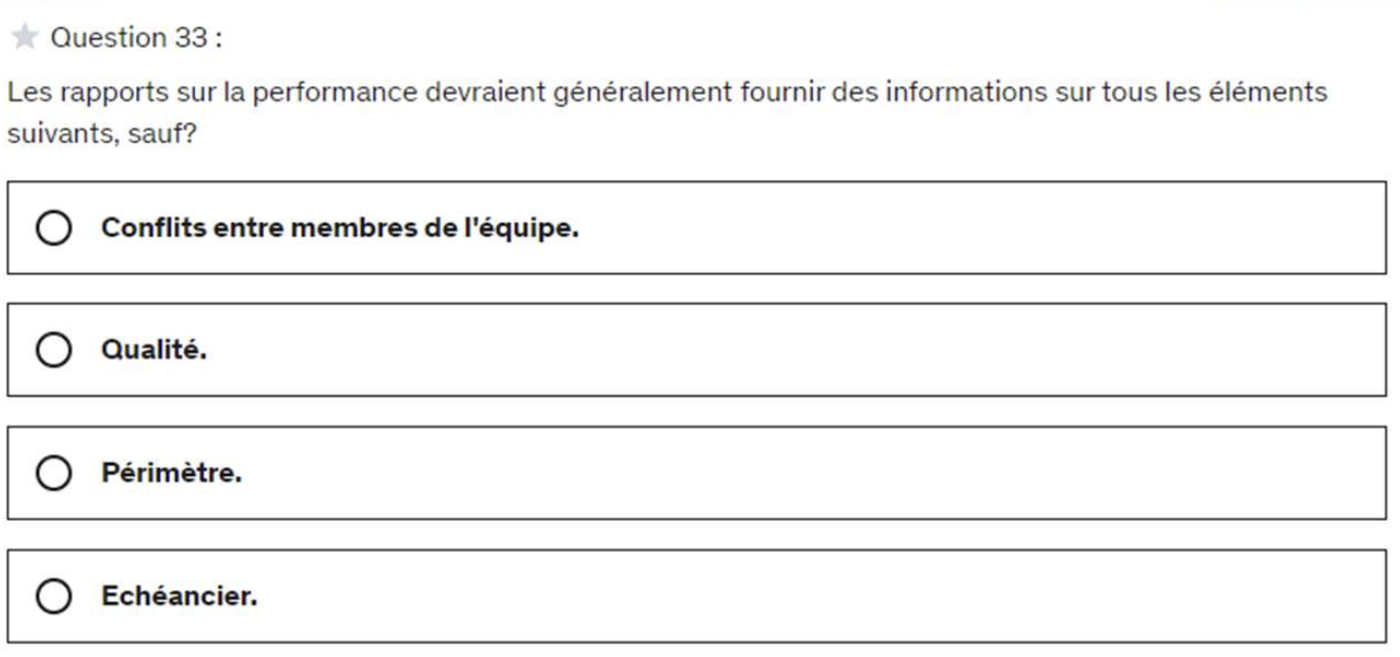 Question 33 :
Les rapports sur la performance devraient généralement fournir des informations sur tous les éléments
suivants, sauf?
Conflits entre membres de l'équipe.
Qualité.
Périmètre.
Echéancier.